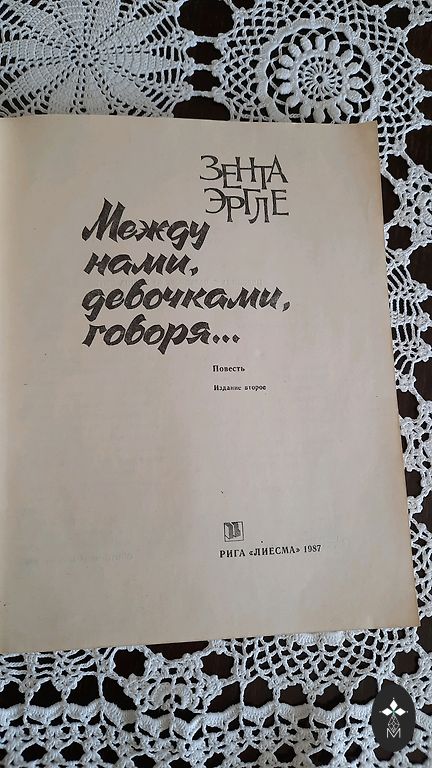 ЗЕНТА
ЭРГЛЕ
Между
нами,
девочками,
говоря...
Повесть
Издание второе
РИГА «ЛИЕСМА» 1987